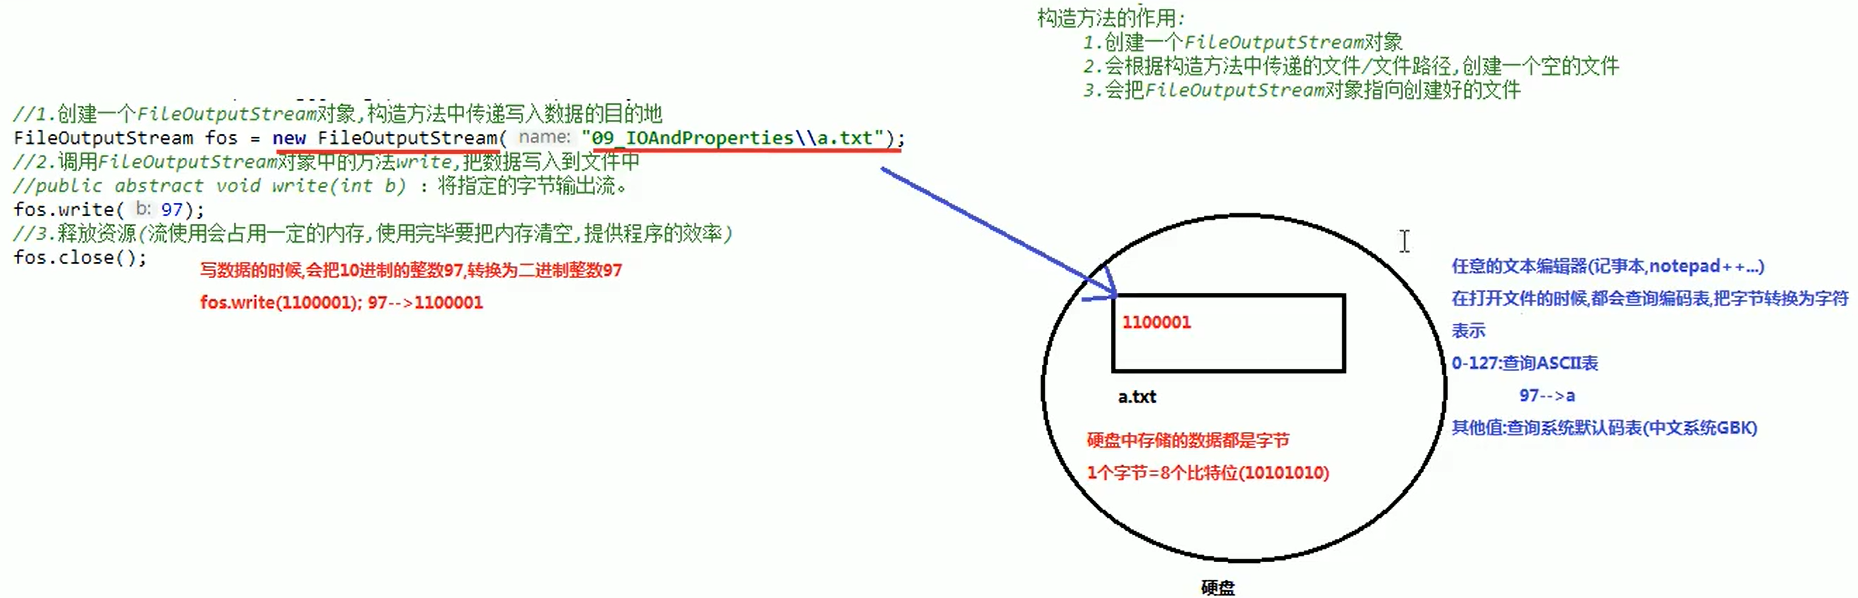 构造方法的作用:
1.创建一个FileOutputStream对象
2.会根据构造方法中传递的文件/文件路径,创建一个空的文件
3.会把FileOutputStream对象指向创建好的文件
//1.创建一个FileOutputStream对象,构造方法中传递写入数据的目的地
FileOutputStream fos = new FileOutputStream( name: "09_IOAndProperties\\a.txt");
//2.调用FileOutputStream对象中的方法write,把数据写入到文件中
//public abstract void write(int b) : 将指定的字节输出流。
fos.write( b: 97);
//3.释放资源(流使用会占用一定的内存,使用完毕要把内存清空,提供程序的效率)
fos.close();
写数据的时候,会把10进制的整数97,转换为二进制整数97
fos.write(1100001); 97-->1100001
1100001
a.txt
硬盘中存储的数据都是字节
1个字节=8个比特位(10101010)
硬盘
任意的文本编辑器(记事本,notepad++...)
在打开文件的时候,都会查询编码表,把字节转换为字符
表示
0-127:查询ASCII表
97-->a
其他值:查询系统默认码表(中文系统GBK)